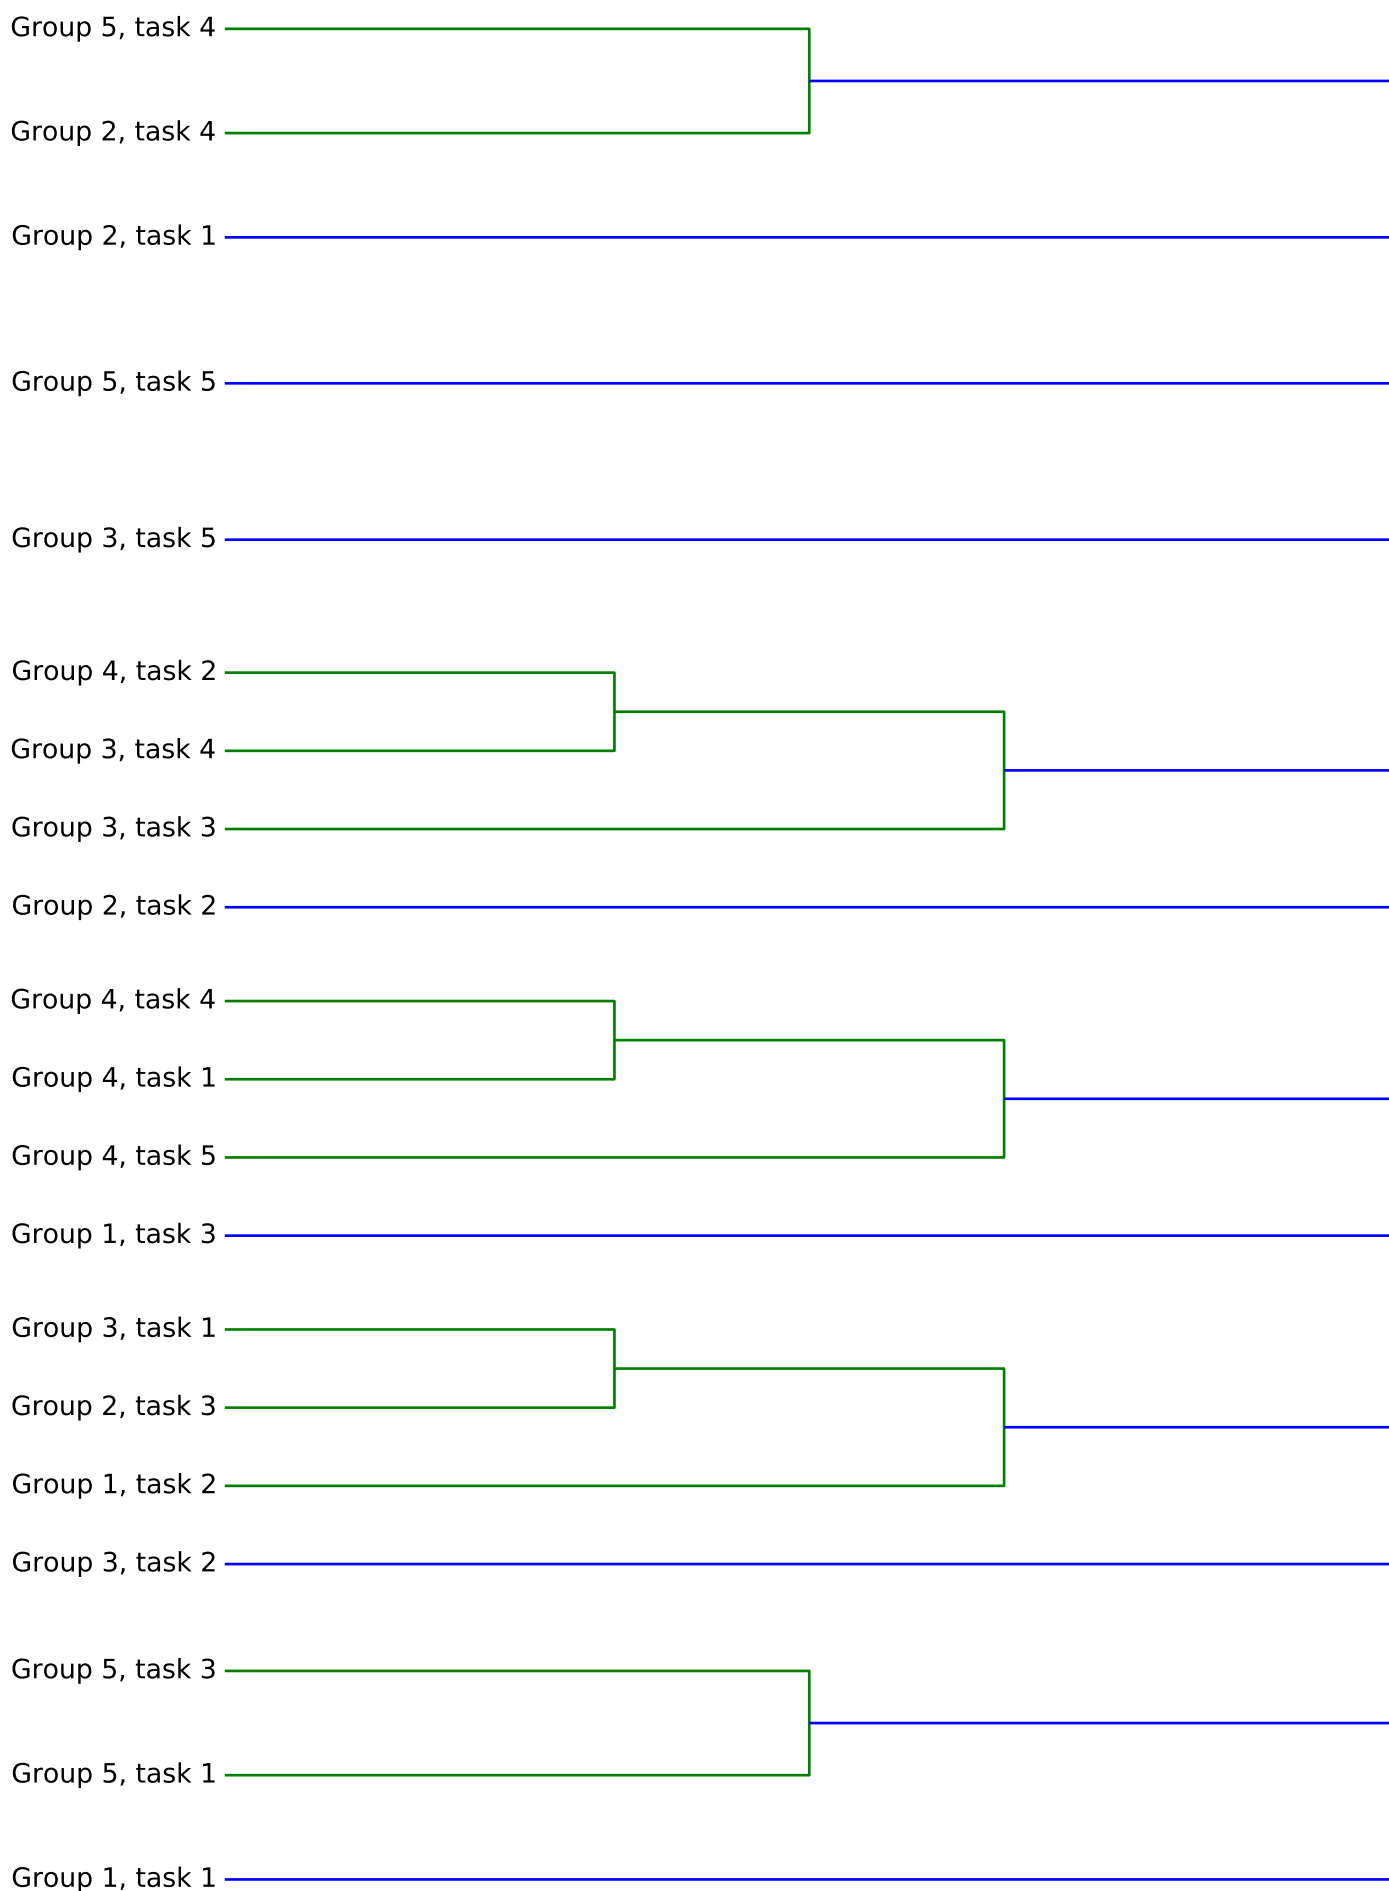 Group 5, task 4
Group 2, task 4
Group 2, task 1
Group 5, task 5
Group 3, task 5
Group 4, task 2
Group 3, task 4
Group 3, task 3
Group 2, task 2
Group 4, task 4
Group 4, task 1
Group 4, task 5
Group 1, task 3
Group 3, task 1
Group 2, task 3
Group 1, task 2
Group 3, task 2
Group 5, task 3
Group 5, task 1
Group 1, task 1